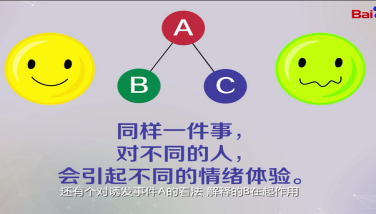 Bai
A
B
C
同样一件事，
对不同的人，
会引起不同的情绪体验。
还有个对诱发事件A的看法 解释的B在起作用